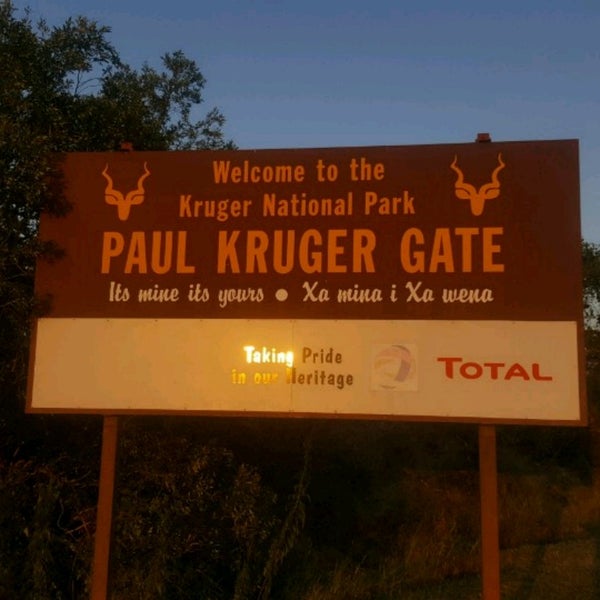 Welcome to the
Kruger National Park
PAUL KRUGER GATE
Its mine its yours ● Xa mina i Xa wena
Taking Pride
in our Heritage
TOTAL